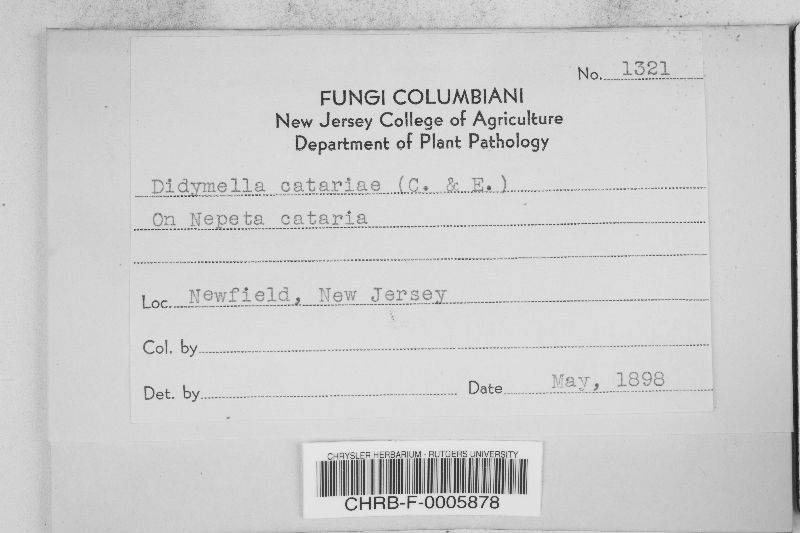 No. 1321
FUNGI COLUMBIANI
New Jersey College of Agriculture
Department of Plant Pathology
Didymella catariae (C. & E.)
On Nepeta cataria
Loc. Newfield, New Jersey
Col. by
Det. by
Date May, 1898
CHRYSLER HERBARIUM - RUTGERS UNIVERSITY
CHRB-F-0005878